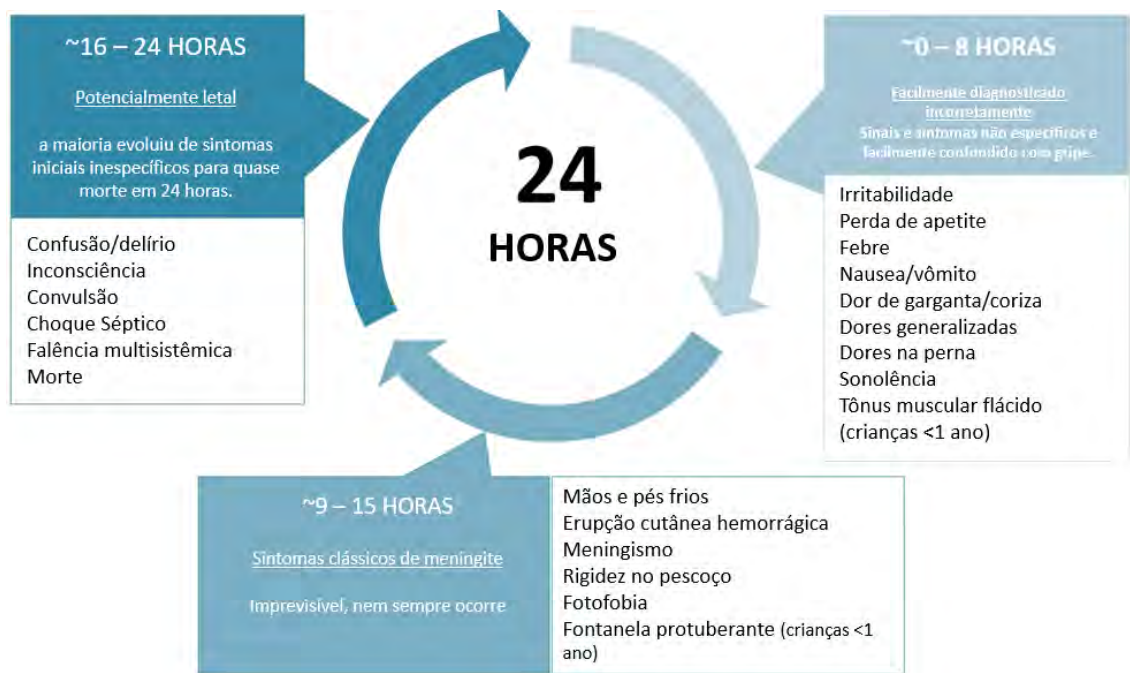 ~16 – 24 HORAS
Potencialmente letal
a maioria evoluiu de sintomas
iniciais inespecíficos para quase
morte em 24 horas.
Confusão/delírio
Inconsciência
Convulsão
Choque Séptico
Falência multisistêmica
Morte
24
HORAS
~0 – 8 HORAS
Facilmente diagnostirado
incorretamente
Sinais e sintomas não específicos e
facilmente confondido com gripe.
Irritabilidade
Perda de apetite
Febre
Nausea/vômito
Dor de garganta/coriza
Dores generalizadas
Dores na perna
Sonolência
Tônus muscular flácido
(crianças <1 ano)
~9 – 15 HORAS
Sintomas clássicos de meningite
Imprevisível, nem sempre ocorre
Mãos e pés frios
Erupção cutânea hemorrágica
Meningismo
Rigidez no pescoço
Fotofobia
Fontanela protuberante (crianças <1
ano)